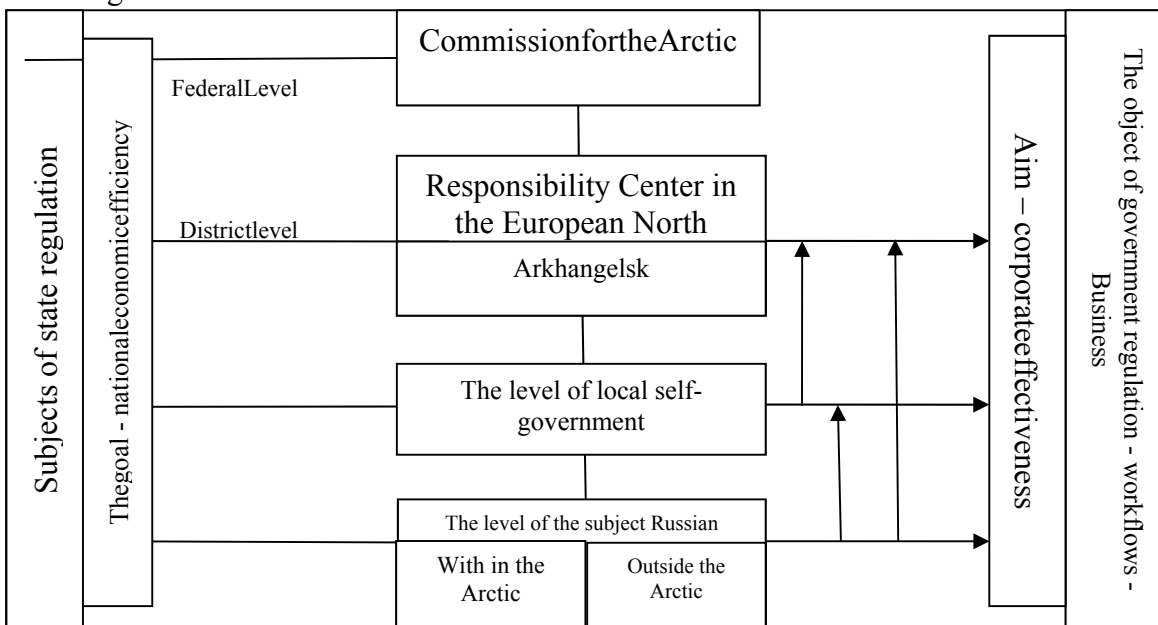 Subjects of state regulation
Thegoal - nationaleconomicefficiency
FederalLevel
CommissionfortheArctic
Districtlevel
Responsibility Center in
the European North
Arkhangelsk
The level of local self-
government
The level of the subject Russian
With in the
Arctic
Outside the
Arctic
Aim – corporateeffectiveness
The object of government regulation - workflows -
Business